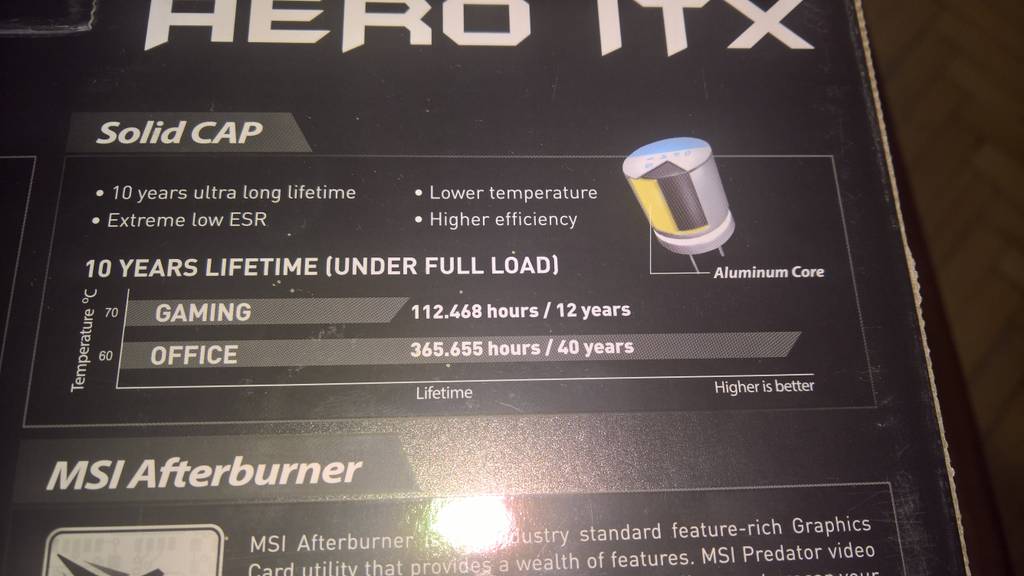 HERO ITX
Solid CAP
• 10 years ultra long lifetime
• Extreme low ESR
• Lower temperature
• Higher efficiency
Aluminum Core
10 YEARS LIFETIME (UNDER FULL LOAD)
Temperature °C
70
GAMING
112.468 hours / 12 years
60
OFFICE
365.655 hours / 40 years
Lifetime
Higher is better
MSI Afterburner
MSI Afterburner industry standard feature-rich Graphics
Card utility that provides a wealth of features. MSI Predator video
your